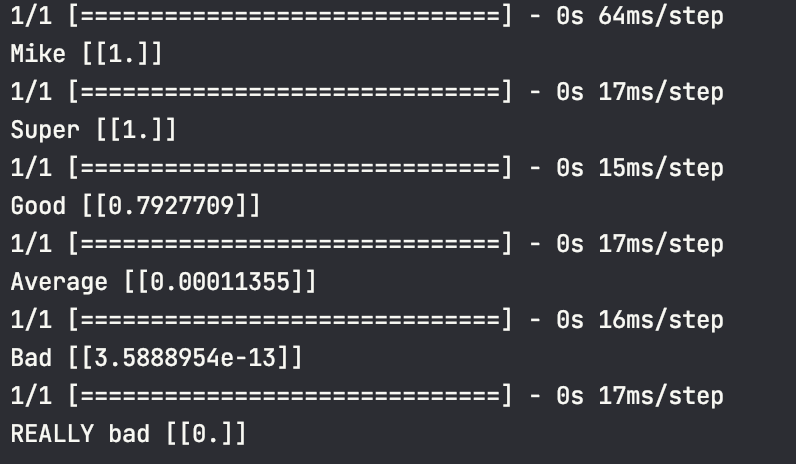 1/1 [==============================] - 0s 64ms/step
Mike [[1.]]
1/1 [==============================] - 0s 17ms/step
Super [[1.]]
1/1 [==============================] - 0s 15ms/step
Good [[0.7927709]]
1/1 [==============================] - 0s 17ms/step
Average [[0.00011355]]
1/1 [==============================] - 0s 16ms/step
Bad [[3.5888954e-13]]
1/1 [==============================] - 0s 17ms/step
REALLY bad [[0.]]